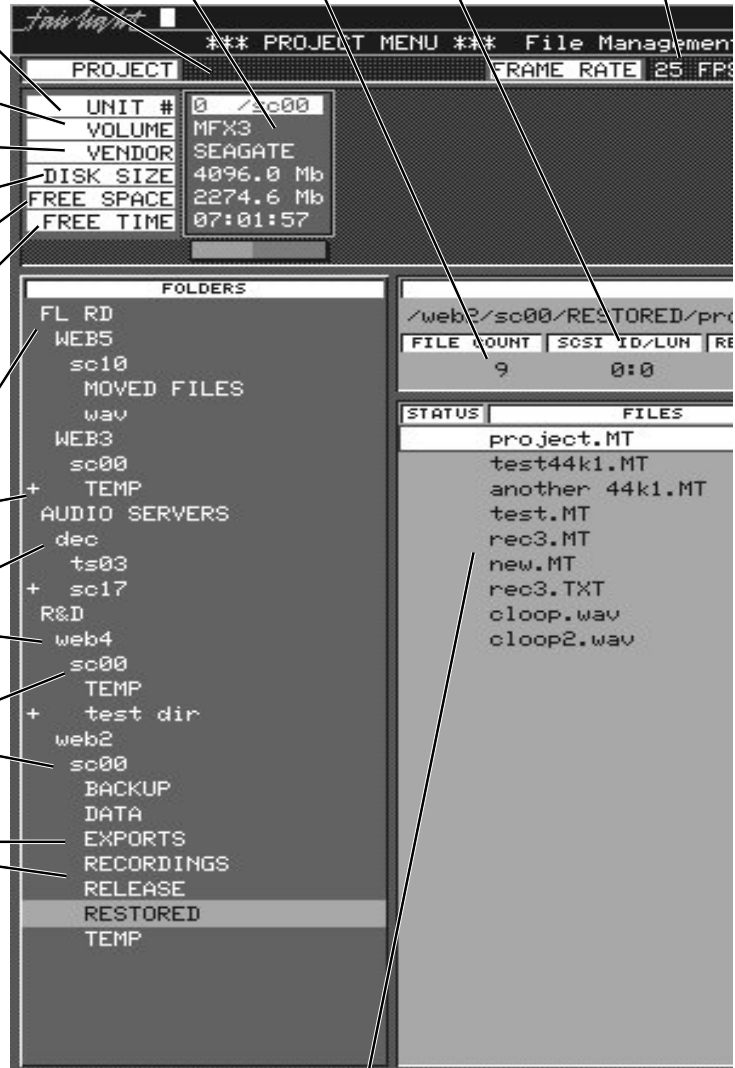 fairlight
*** PROJECT MENU *** File Management
PROJECT FRAME RATE 25 FPS
UNIT # 0 /sc00
VOLUME MFX3
VENDOR SEAGATE
DISK SIZE 4096.0 Mb
FREE SPACE 2274.6 Mb
FREE TIME 07:01:57
FOLDERS
FL RD
WEB5
sc10
MOVED FILES
wav
WEB3
sc00
+ TEMP
AUDIO SERVERS
dec
ts03
+ sc17
R&D
web4
sc00
TEMP
+ test dir
web2
sc00
BACKUP
DATA
EXPORTS
RECORDINGS
RELEASE
RESTORED
TEMP
/web2/sc00/RESTORED/pro
FILE COUNT SCSI ID/LUN RE
9 0:0
STATUS FILES
project.MT
test44k1.MT
another 44k1.MT
test.MT
rec3.MT
new.MT
rec3.TXT
cloop.wav
cloop2.wav